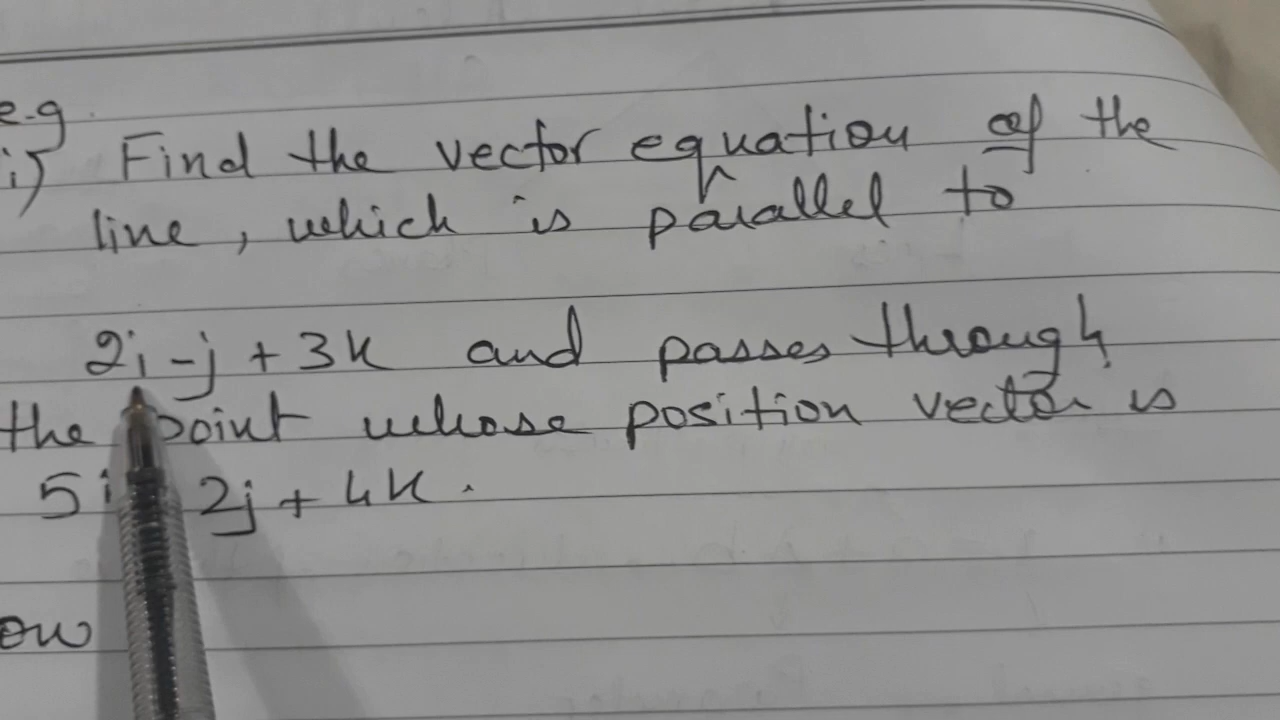 e.g.
i) Find the vector equation of the
line, which is parallel to
2i - j + 3k and passes through
the point whose position vector is
5i 2j + 4k.
ow